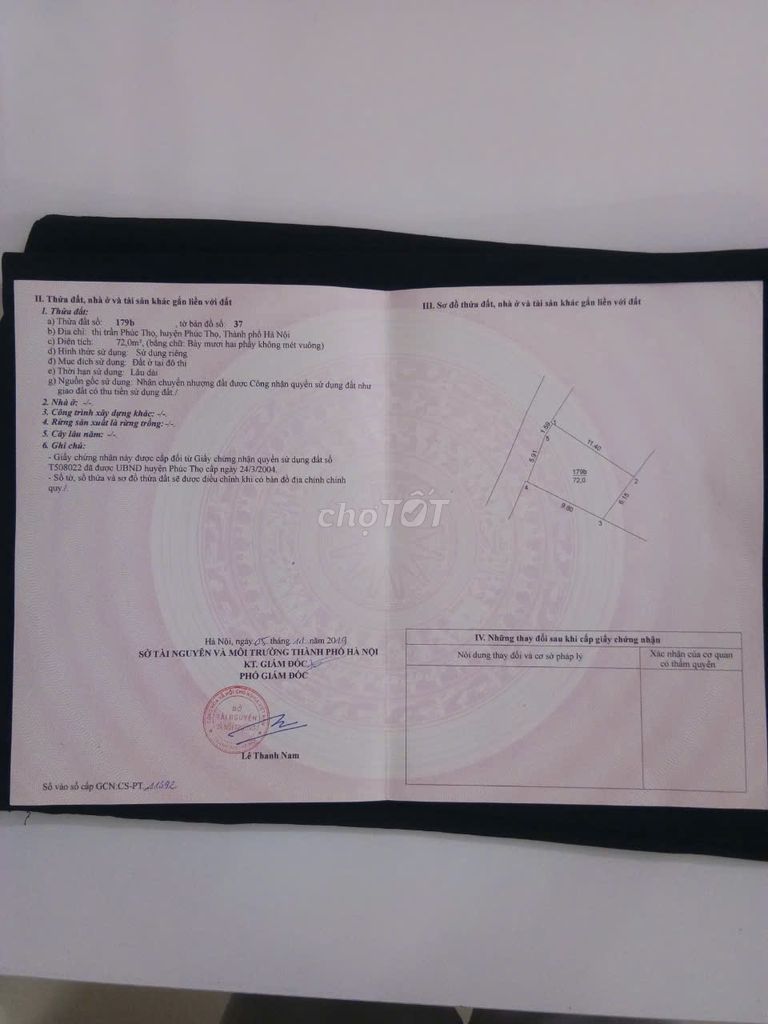 II. Thửa đất, nhà ở và tài sản khác gắn liền với đất
1. Thửa đất:
a) Thửa đất số: 179b , tờ bản đồ số: 37
b) Địa chỉ: thị trấn Phúc Thọ, huyện Phúc Thọ, Thành phố Hà Nội
c) Diện tích: 72,0m², (bằng chữ: Bảy mươi hai phẩy không mét vuông)
d) Hình thức sử dụng: Sử dụng riêng
đ) Mục đích sử dụng: Đất ở tại đô thị
e) Thời hạn sử dụng: Lâu dài
g) Nguồn gốc sử dụng: Nhận chuyển nhượng đất được Công nhận quyền sử dụng đất như
giao đất có thu tiền sử dụng đất./.
2. Nhà ở: -/-.
3. Công trình xây dựng khác: -/-.
4. Rừng sản xuất là rừng trồng: -/-.
5. Cây lâu năm: -/-.
6. Ghi chú:
- Giấy chứng nhận này được cấp đổi từ Giấy chứng nhận quyền sử dụng đất số
T508022 đã được UBND huyện Phúc Thọ cấp ngày 24/3/2004.
- Số tờ, số thửa và sơ đồ thửa đất sẽ được điều chỉnh khi có bản đồ địa chính chính
quy./.
Hà Nội, ngày 05 tháng 11 năm 2019
SỞ TÀI NGUYÊN VÀ MÔI TRƯỜNG THÀNH PHỐ HÀ NỘI
KT. GIÁM ĐỐC
PHÓ GIÁM ĐỐC
SỞ
TÀI NGUYÊN
Lê Thanh Nam
Số vào sổ cấp GCN:CS-PT.11392
III. Sơ đồ thửa đất, nhà ở và tài sản khác gắn liền với đất
1
1.59
5
11.40
5.91
179b
72,0
2
4
6.15
9.80
3
chợTỐT
IV. Những thay đổi sau khi cấp giấy chứng nhận
Nội dung thay đổi và cơ sở pháp lý
Xác nhận của cơ quan
có thẩm quyền